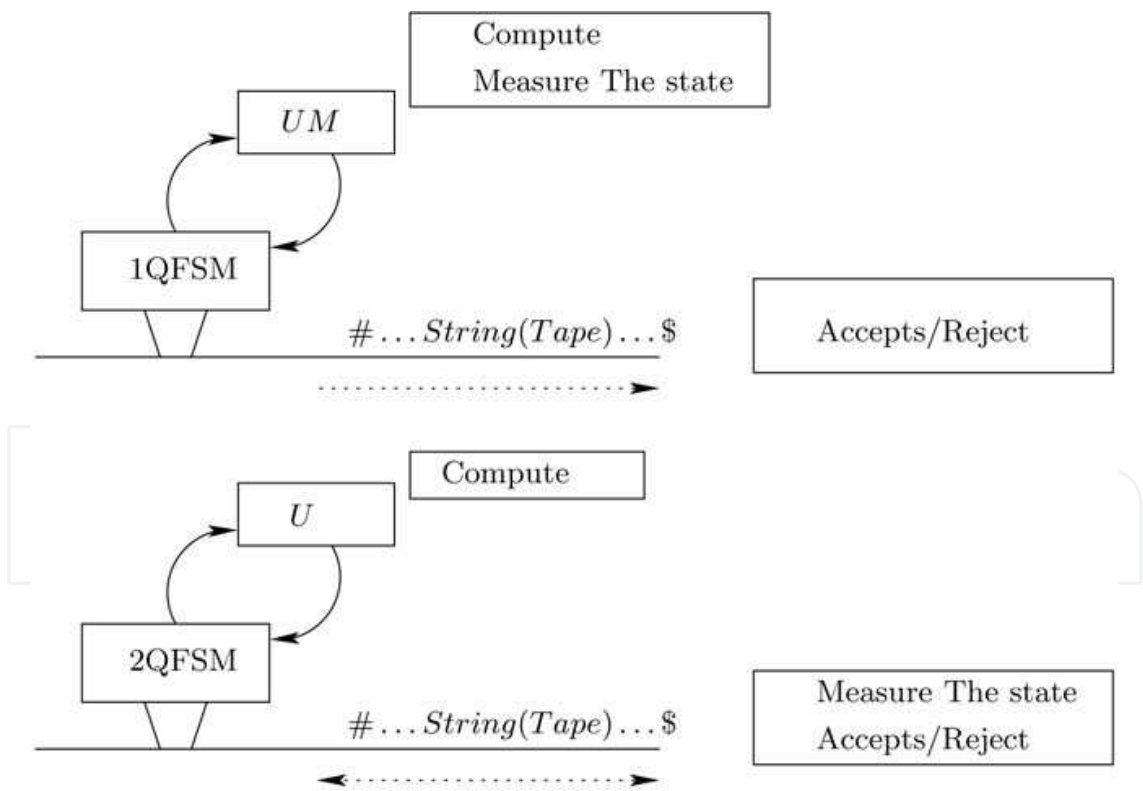 Compute
Measure The state
UM
1QFSM
#...String(Tape)...$
Accepts/Reject
Compute
U
2QFSM
#...String(Tape)...$
Measure The state
Accepts/Reject